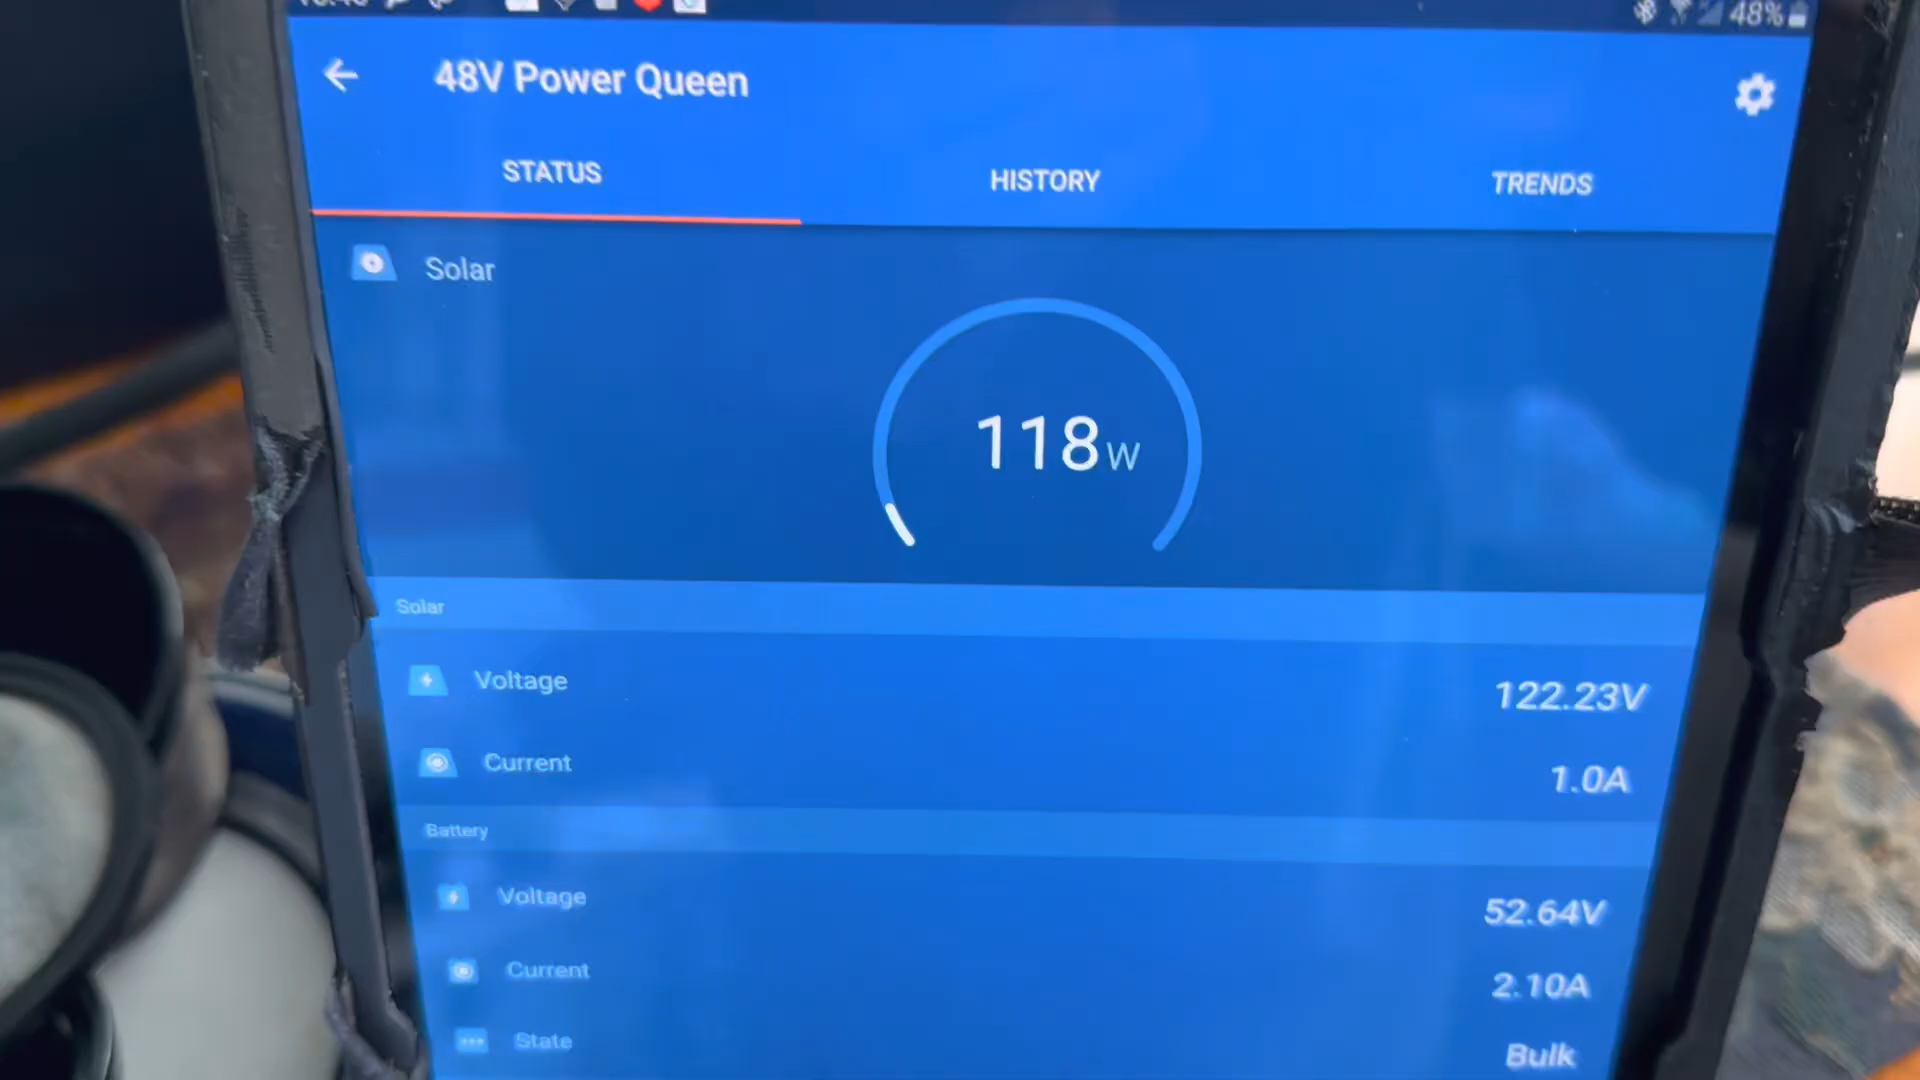 48%
48V Power Queen
STATUS
HISTORY
TRENDS
Solar
118W
Solar
Voltage
122.23V
Current
1.0A
Battery
Voltage
52.64V
Current
2.10A
State
Bulk